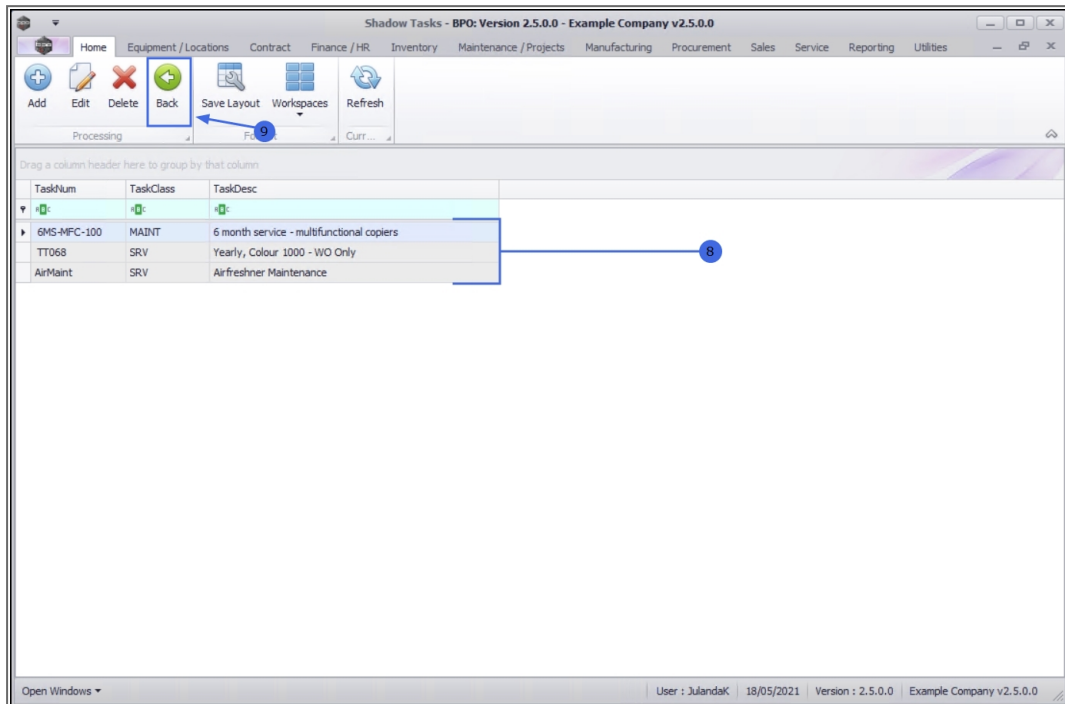 Shadow Tasks - BPO: Version 2.5.0.0 - Example Company v2.5.0.0
Home Equipment / Locations Contract Finance / HR Inventory Maintenance / Projects Manufacturing Procurement Sales Service Reporting Utilities
Add Edit Delete Back Save Layout Workspaces Refresh
Processing Curr...
9
Drag a column header here to group by that column
TaskNum TaskClass TaskDesc
6MS-MFC-100 MAINT 6 month service - multifunctional copiers
TT068 SRV Yearly, Colour 1000 - WO Only
8
AirMaint SRV Airfreshner Maintenance
Open Windows User : JulandaK 18/05/2021 Version : 2.5.0.0 Example Company v2.5.0.0